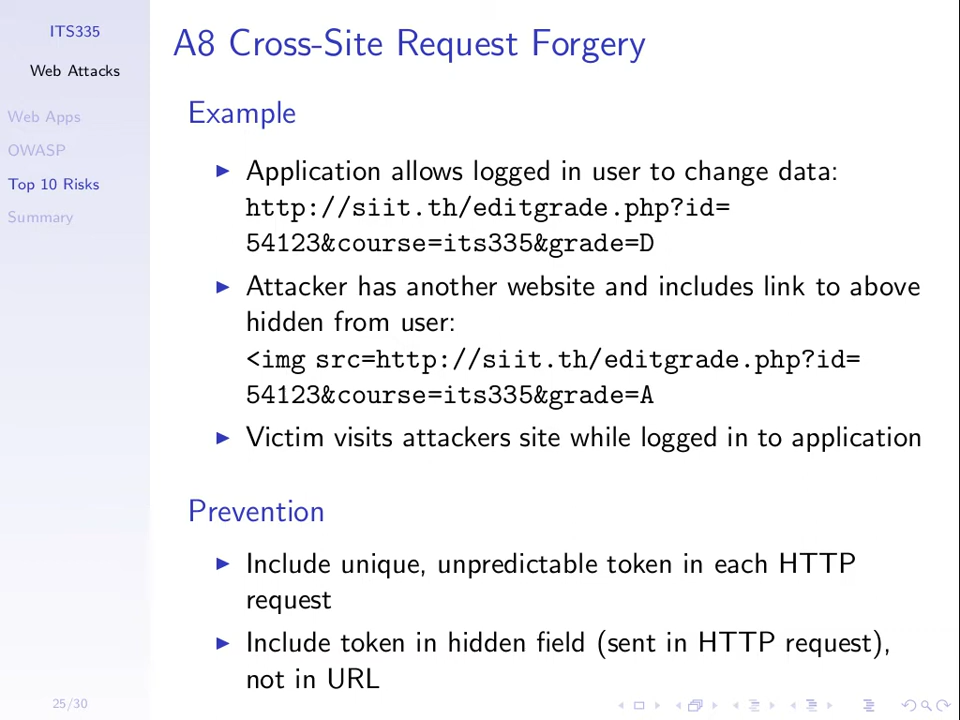 ITS335
Web Attacks
Web Apps
OWASP
Top 10 Risks
Summary
A8 Cross-Site Request Forgery
Example
Application allows logged in user to change data:
http://siit.th/editgrade.php?id=
54123&course=its335&grade=D
Attacker has another website and includes link to above
hidden from user:
<img src=http://siit.th/editgrade.php?id=
54123&course=its335&grade=A
Victim visits attackers site while logged in to application
Prevention
Include unique, unpredictable token in each HTTP
request
Include token in hidden field (sent in HTTP request),
not in URL
25/30